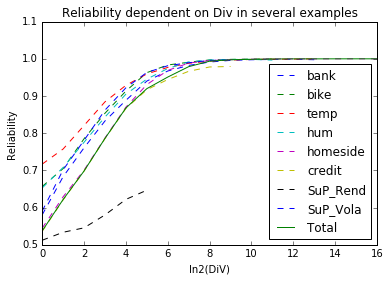 Reliability dependent on Div in several examples
1.1
1.0
0.9
0.8
0.7
0.6
0.5
Reliability
bank
bike
temp
hum
homeside
credit
SuP_Rend
SuP_Vola
Total
0 2 4 6 8 10 12 14 16
ln2(DiV)